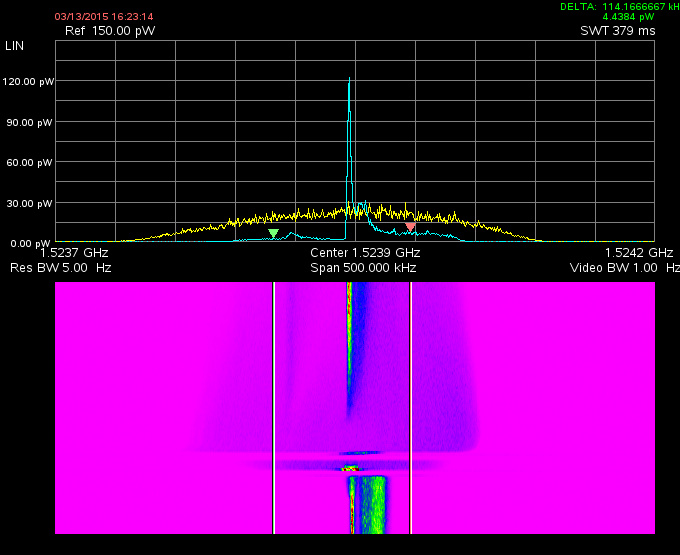 DELTA: 114.1666667 kH
4.4384 pW
03/13/2015 16:23:14
Ref 150.00 pW
SWT 379 ms
LIN
120.00 pW
90.00 pW
60.00 pW
30.00 pW
0.00 pW
1.5237 GHz
Center 1.5239 GHz
1.5242 GHz
Res BW 5.00 Hz
Span 500.000 kHz
Video BW 1.00 Hz